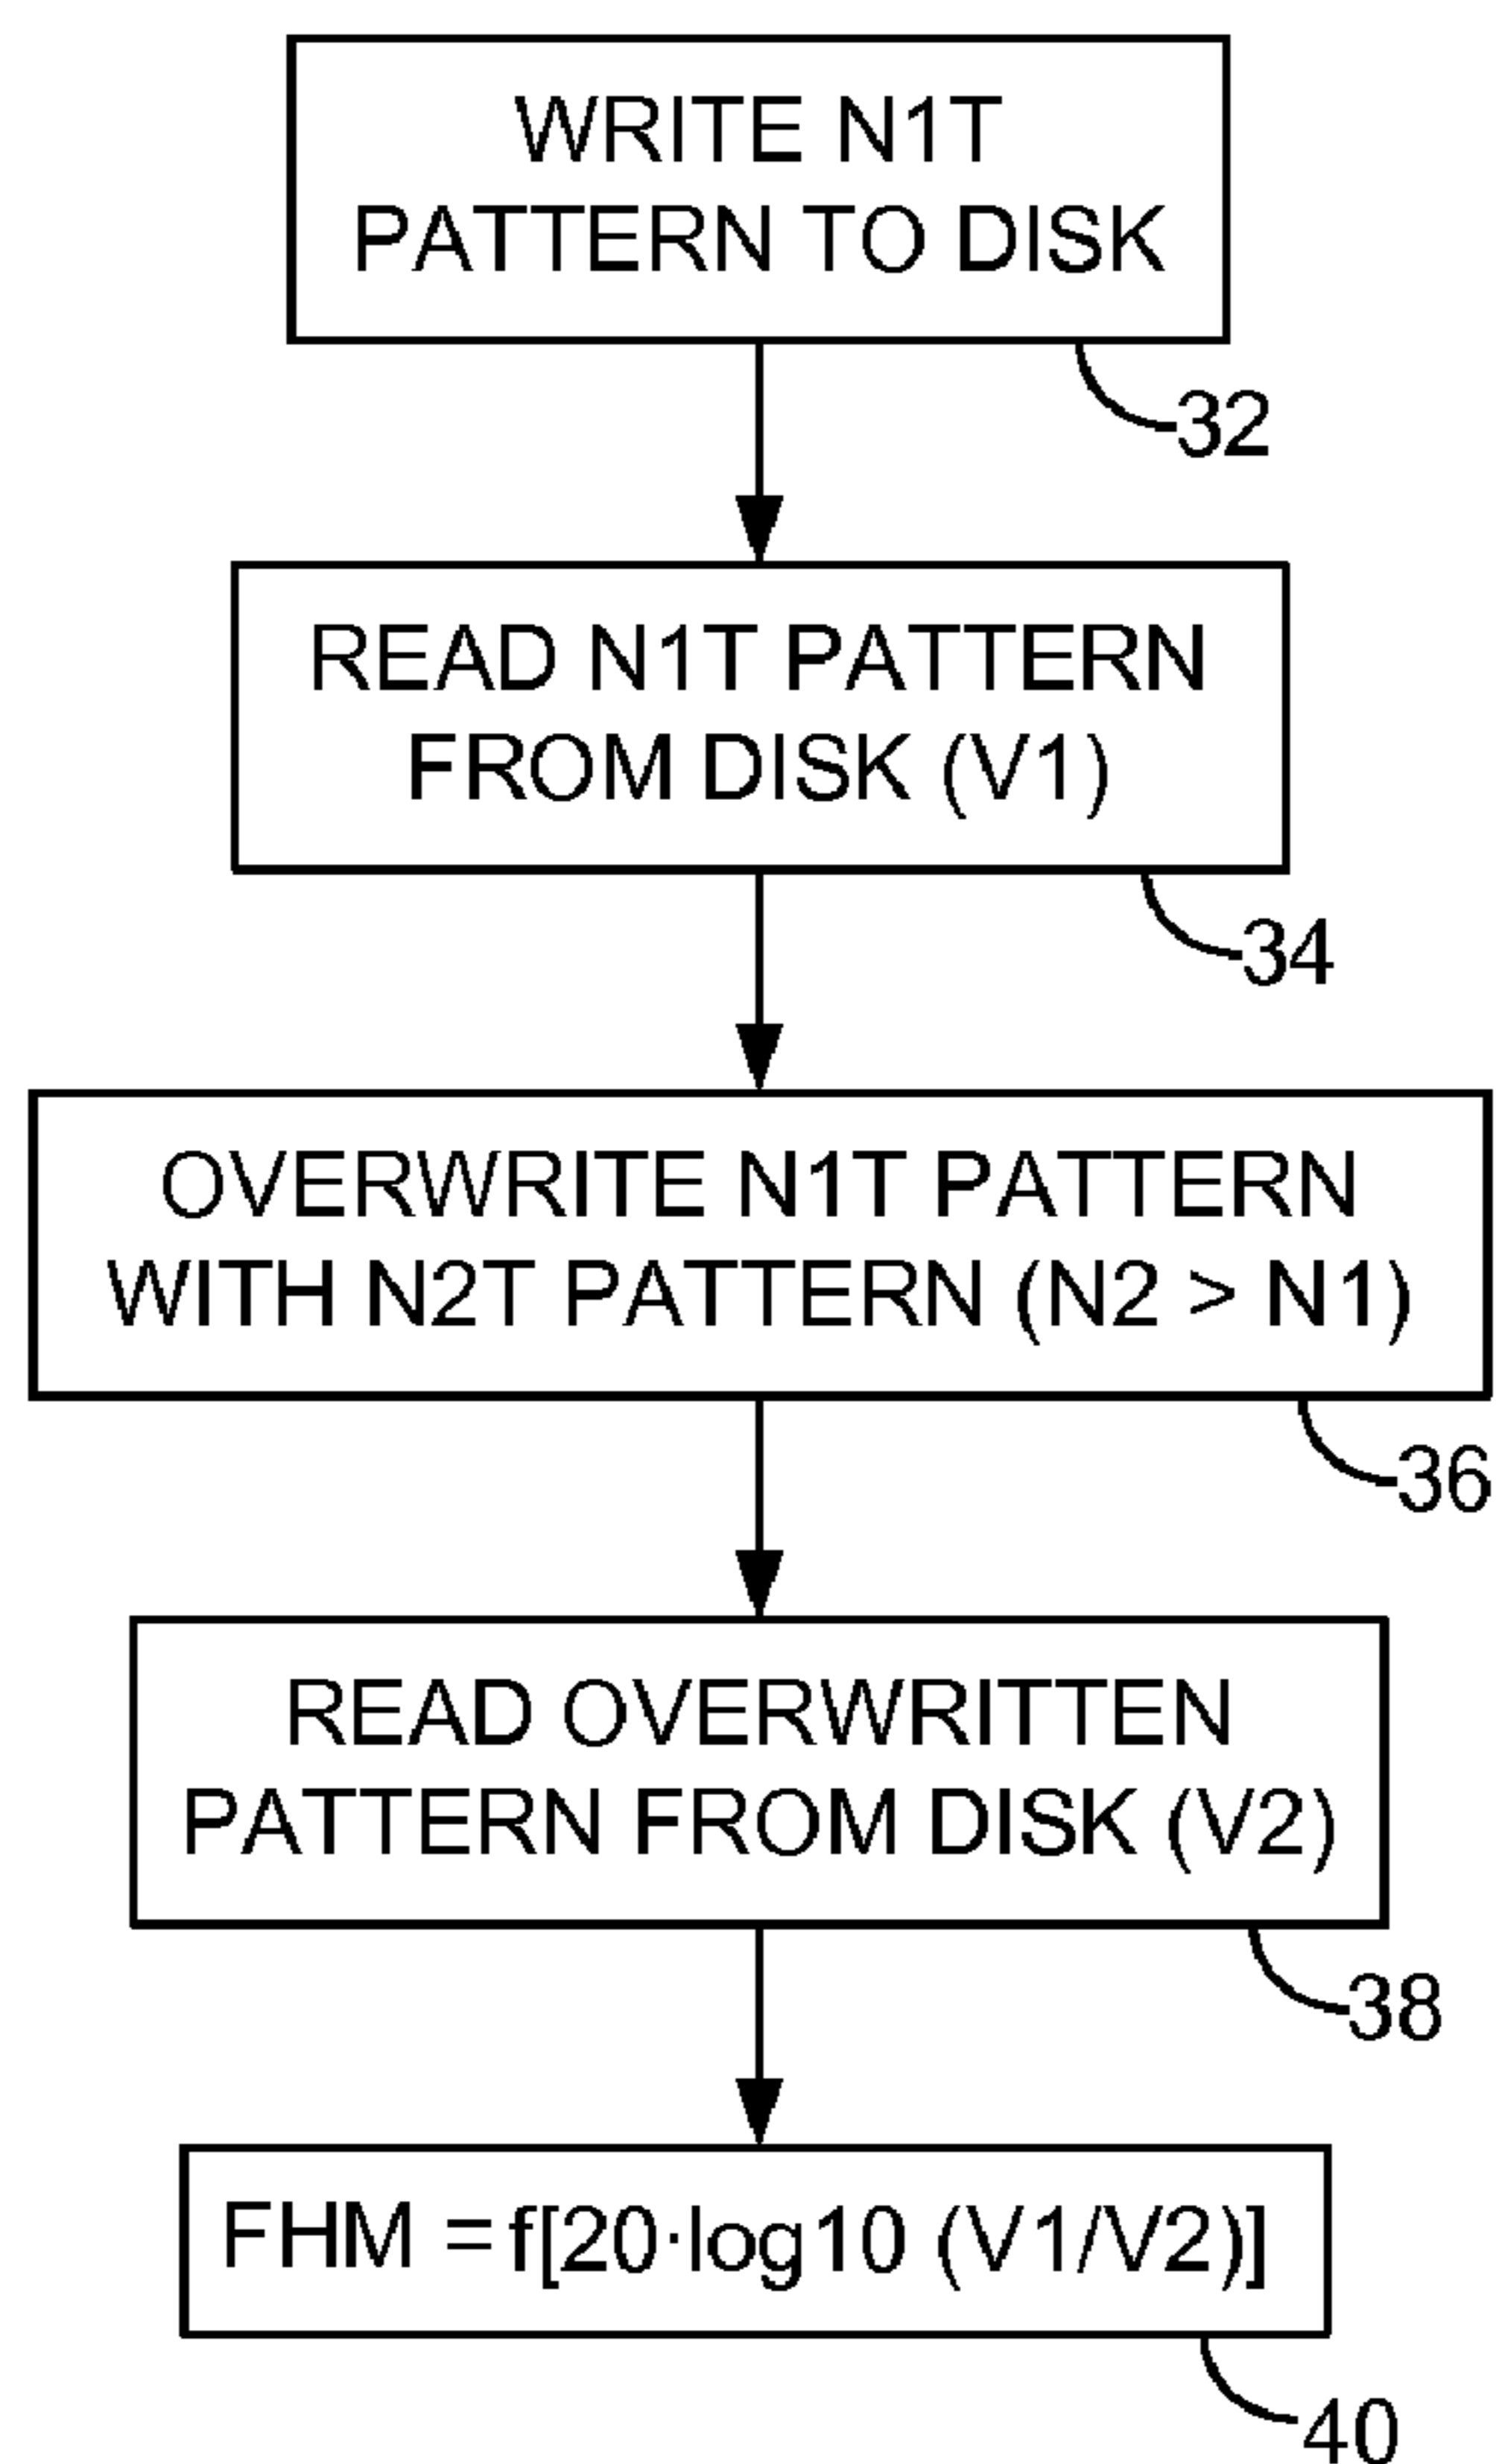 WRITE N1T
PATTERN TO DISK
32
READ N1T PATTERN
FROM DISK (V1)
34
OVERWRITE N1T PATTERN
WITH N2T PATTERN (N2 > N1)
36
READ OVERWRITTEN
PATTERN FROM DISK (V2)
38
FHM = f[20·log10 (V1/V2)]
40